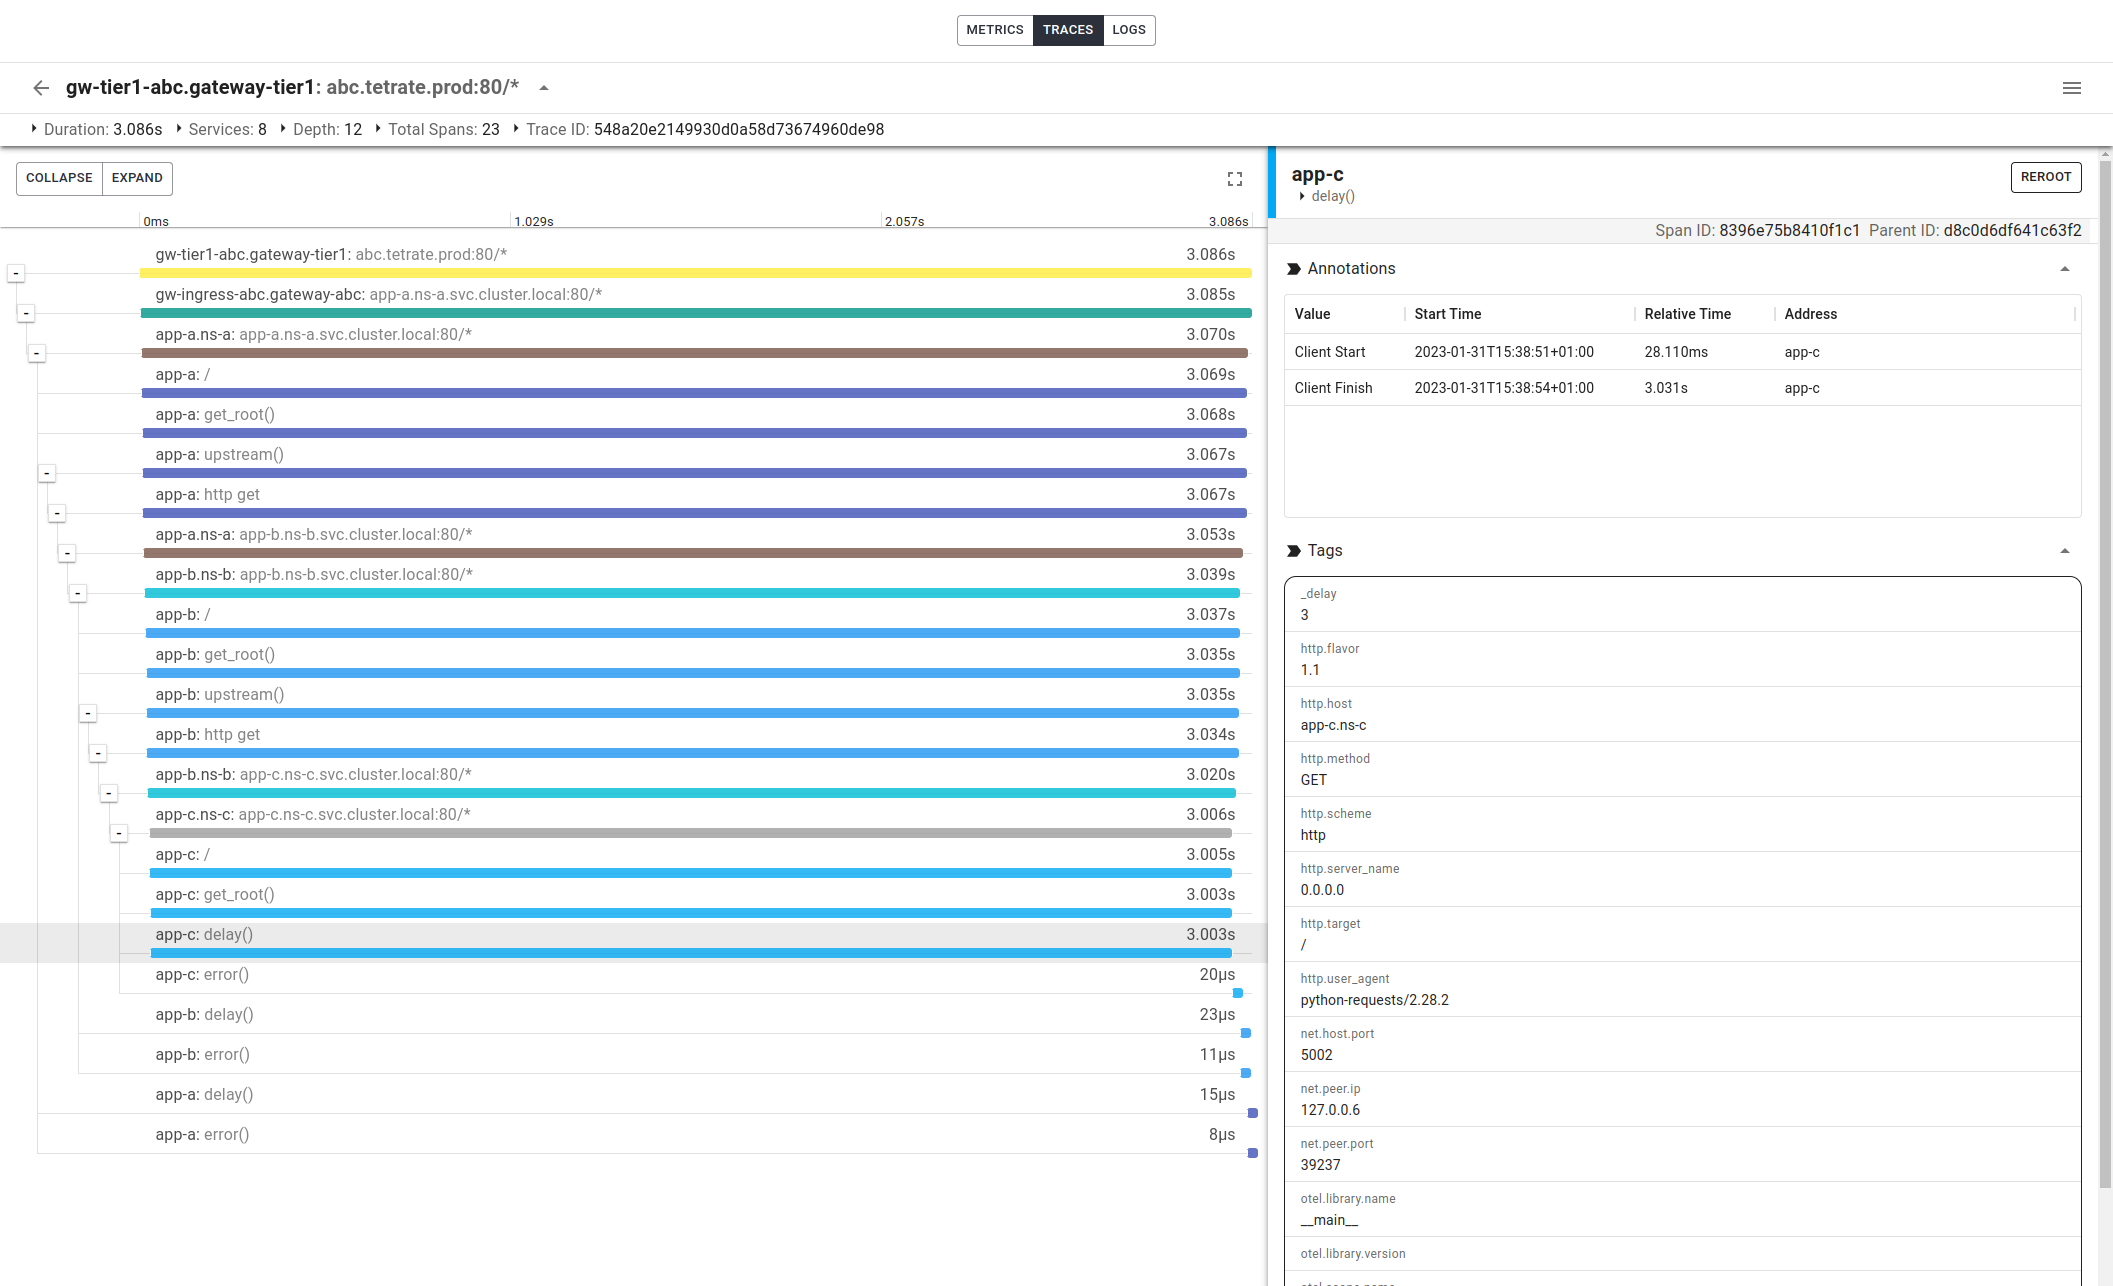 METRICS TRACES LOGS
gw-tier1-abc.gateway-tier1: abc.tetrate.prod:80/*
Duration: 3.086s Services: 8 Depth: 12 Total Spans: 23 Trace ID: 548a20e2149930d0a58d73674960de98
COLLAPSE EXPAND
0ms 1.029s 2.057s 3.086s
gw-tier1-abc.gateway-tier1: abc.tetrate.prod:80/* 3.086s
-
gw-ingress-abc.gateway-abc: app-a.ns-a.svc.cluster.local:80/* 3.085s
-
app-a.ns-a: app-a.ns-a.svc.cluster.local:80/* 3.070s
-
app-a: / 3.069s
app-a: get_root() 3.068s
app-a: upstream() 3.067s
-
app-a: http get 3.067s
-
app-a.ns-a: app-b.ns-b.svc.cluster.local:80/* 3.053s
-
app-b.ns-b: app-b.ns-b.svc.cluster.local:80/* 3.039s
-
app-b: / 3.037s
app-b: get_root() 3.035s
app-b: upstream() 3.035s
-
app-b: http get 3.034s
-
app-b.ns-b: app-c.ns-c.svc.cluster.local:80/* 3.020s
-
app-c.ns-c: app-c.ns-c.svc.cluster.local:80/* 3.006s
-
app-c: / 3.005s
app-c: get_root() 3.003s
app-c: delay() 3.003s
app-c: error() 20μs
app-b: delay() 23μs
app-b: error() 11μs
app-a: delay() 15μs
app-a: error() 8μs
app-c
REROOT
delay()
Span ID: 8396e75b8410f1c1 Parent ID: d8c0d6df641c63f2
Annotations
Value Start Time Relative Time Address
Client Start 2023-01-31T15:38:51+01:00 28.110ms app-c
Client Finish 2023-01-31T15:38:54+01:00 3.031s app-c
Tags
_delay
3
http.flavor
1.1
http.host
app-c.ns-c
http.method
GET
http.scheme
http
http.server_name
0.0.0.0
http.target
/
http.user_agent
python-requests/2.28.2
net.host.port
5002
net.peer.ip
127.0.0.6
net.peer.port
39237
otel.library.name
__main__
otel.library.version